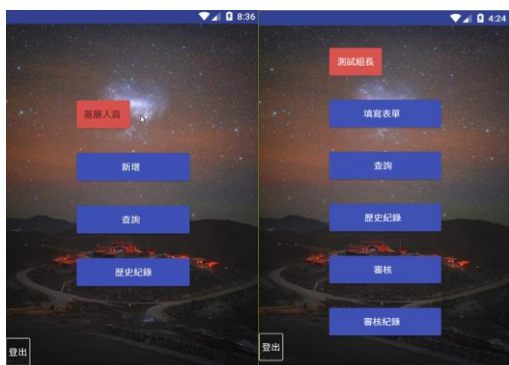 8:36
基層人員
新增
查詢
歷史紀錄
登出
4:24
測試組長
填寫表單
查詢
歷史紀錄
審核
審核紀錄
登出